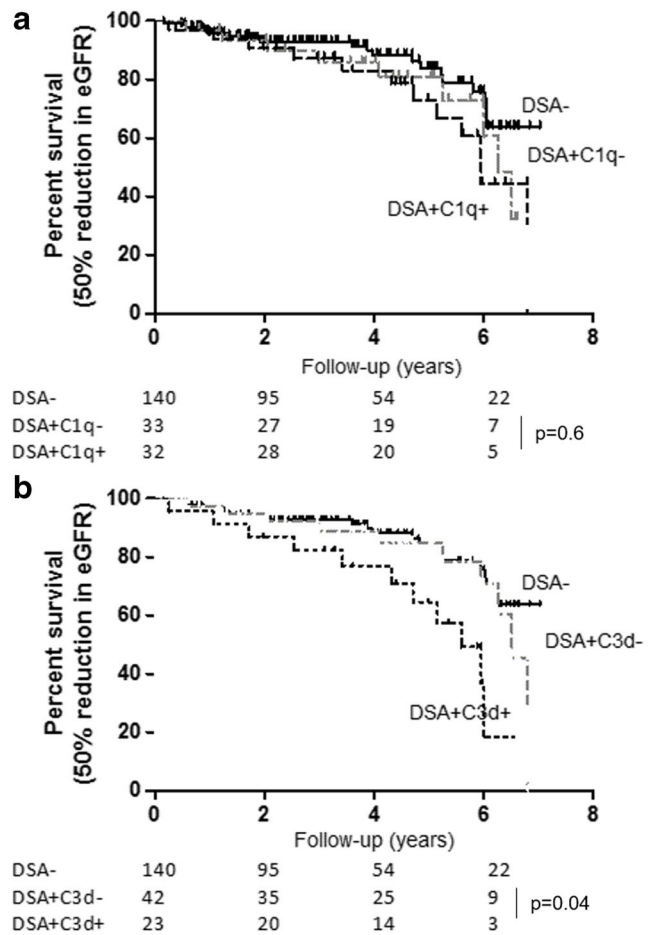 a
Percent survival
(50% reduction in eGFR)
100
80
60
40
20
0
DSA-
DSA+C1q-
DSA+C1q+
0 2 4 6 8
Follow-up (years)
DSA- 140 95 54 22
DSA+C1q- 33 27 19 7
DSA+C1q+ 32 28 20 5
p=0.6
b
Percent survival
(50% reduction in eGFR)
100
80
60
40
20
0
DSA-
DSA+C3d-
DSA+C3d+
0 2 4 6 8
Follow-up (years)
DSA- 140 95 54 22
DSA+C3d- 42 35 25 9
DSA+C3d+ 23 20 14 3
p=0.04